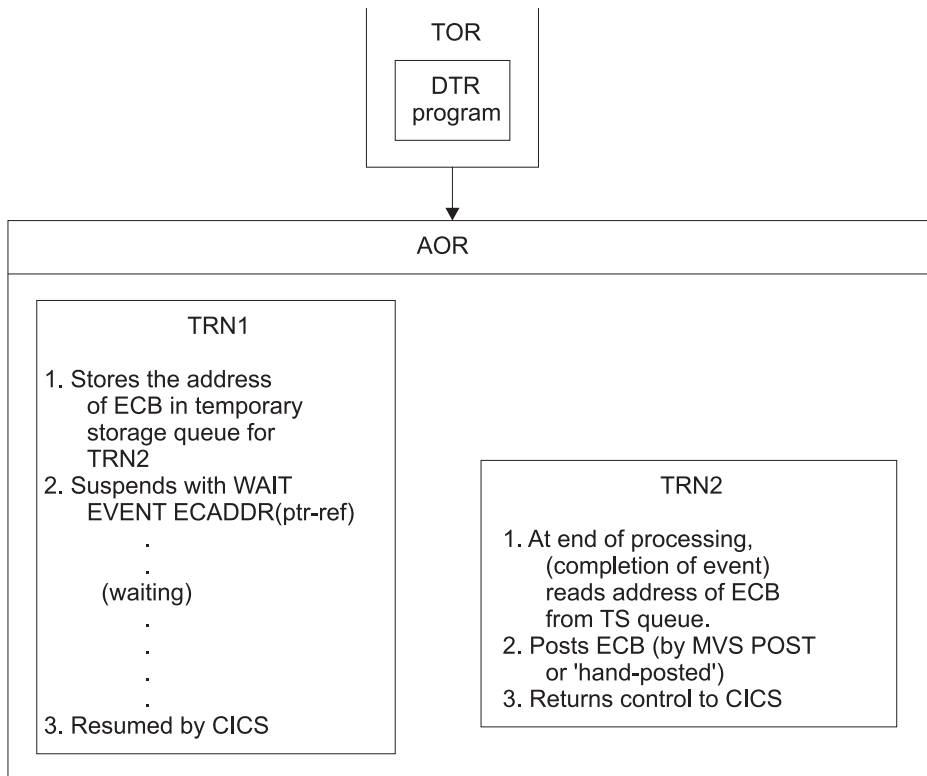 TOR
DTR
program
AOR
TRN1
1. Stores the address
of ECB in temporary
storage queue for
TRN2
2. Suspends with WAIT
EVENT ECADDR(ptr-ref)
.
.
(waiting)
.
.
.
.
3. Resumed by CICS
TRN2
1. At end of processing,
(completion of event)
reads address of ECB
from TS queue.
2. Posts ECB (by MVS POST
or 'hand-posted')
3. Returns control to CICS